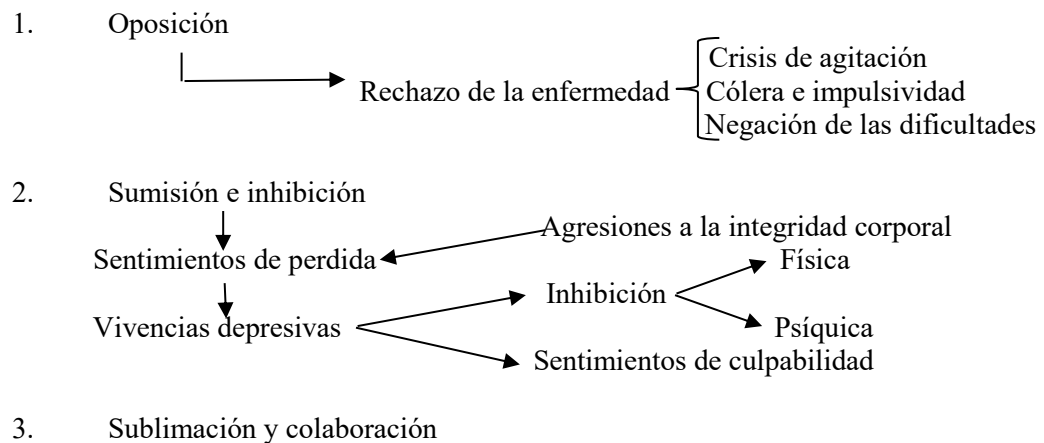 1. Oposición
Crisis de agitación
Rechazo de la enfermedad
Cólera e impulsividad
Negación de las dificultades
2. Sumisión e inhibición
Agresiones a la integridad corporal
Sentimientos de perdida
Física
Inhibición
Vivencias depresivas
Psíquica
Sentimientos de culpabilidad
3. Sublimación y colaboración